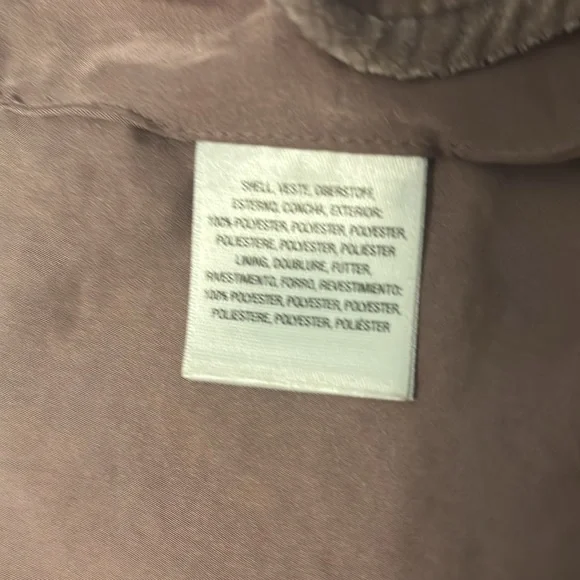 SHELL, VESTE, OBERSTOFF,
ESTERNO, CONCHA, EXTERIOR:
100% POLYESTER, POLYESTER, POLYESTER,
POLIESTERE, POLYESTER, POLIÉSTER
LINING, DOUBLURE, FUTTER,
RIVESTIMENTO, FORRO, REVESTIMIENTO:
100% POLYESTER, POLYESTER, POLYESTER,
POLIESTERE, POLYESTER, POLIÉSTER